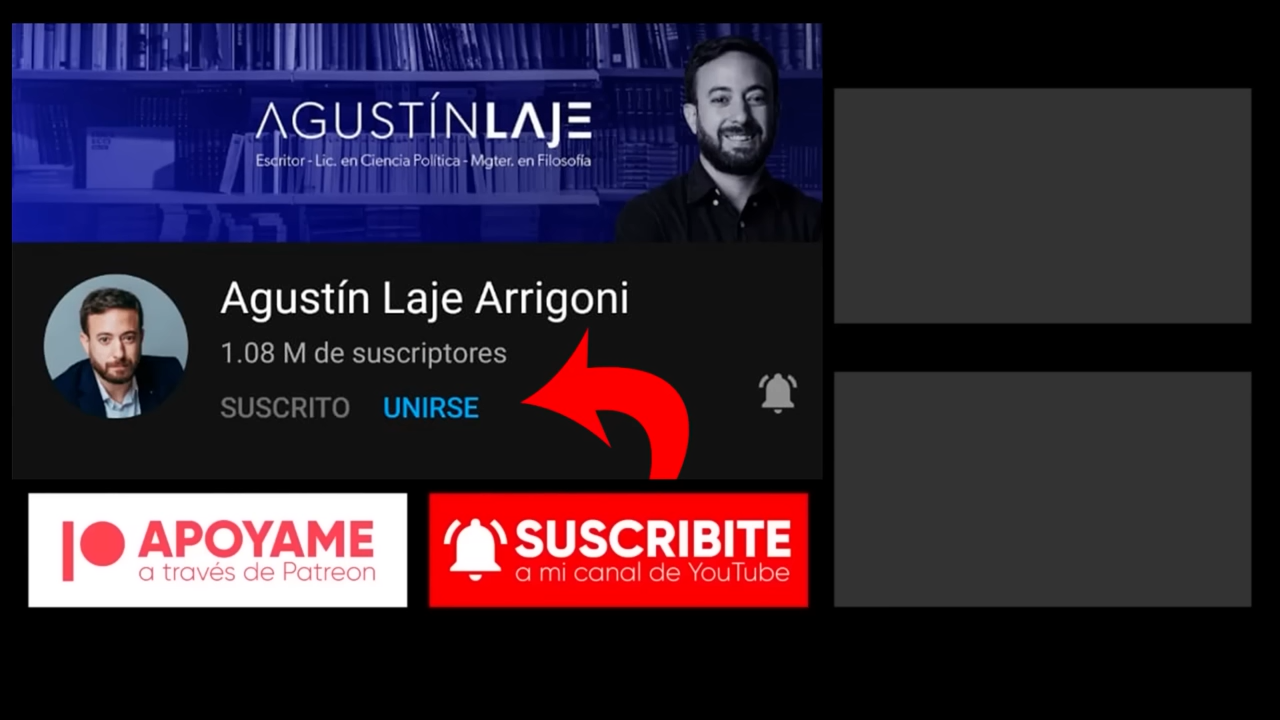 AGUSTÍNLAJE
Escritor - Lic. en Ciencia Política - Mgter. en Filosofía
Agustín Laje Arrigoni
1.08 M de suscriptores
SUSCRITO UNIRSE
APOYAME
a través de Patreon
SUSCRIBITE
a mi canal de YouTube